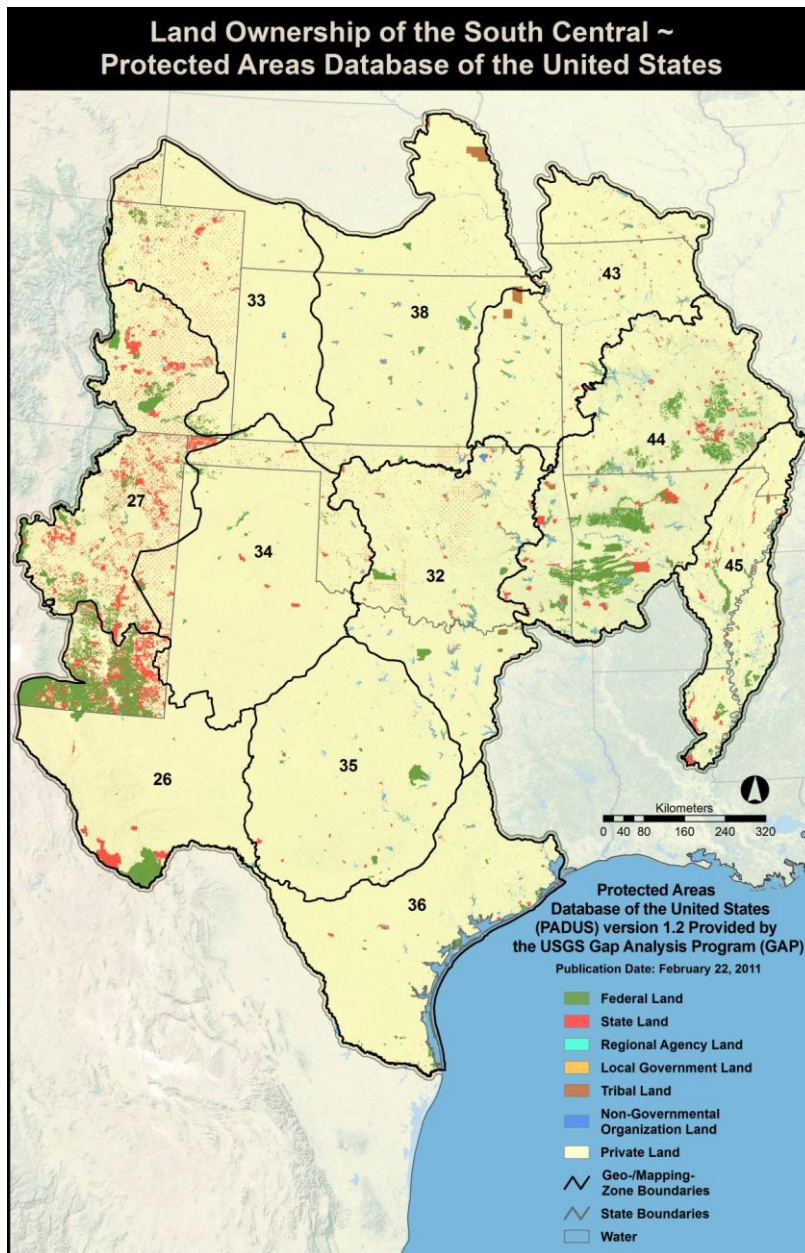 Land Ownership of the South Central ~
Protected Areas Database of the United States
33
38
43
44
27
34
32
45
26
35
36
Kilometers
0 40 80 160 240 320
Protected Areas
Database of the United States
(PADUS) version 1.2 Provided by
the USGS Gap Analysis Program (GAP)
Publication Date: February 22, 2011
Federal Land
State Land
Regional Agency Land
Local Government Land
Tribal Land
Non-Governmental
Organization Land
Private Land
Geo-/Mapping-
Zone Boundaries
State Boundaries
Water